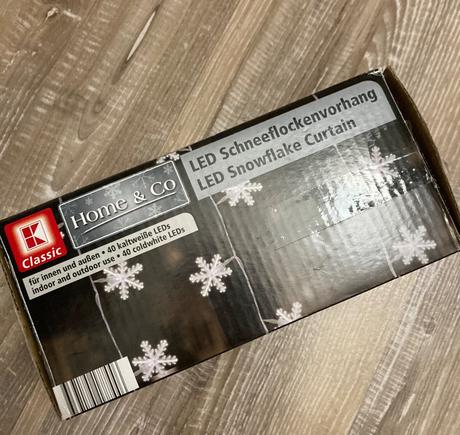 LED Schneeflockenvorhang
LED Snowflake Curtain
Home & Co
K
Classic
für innen und außen • 40 kaltweiße LEDs
indoor and outdoor use • 40 coldwhite LEDs